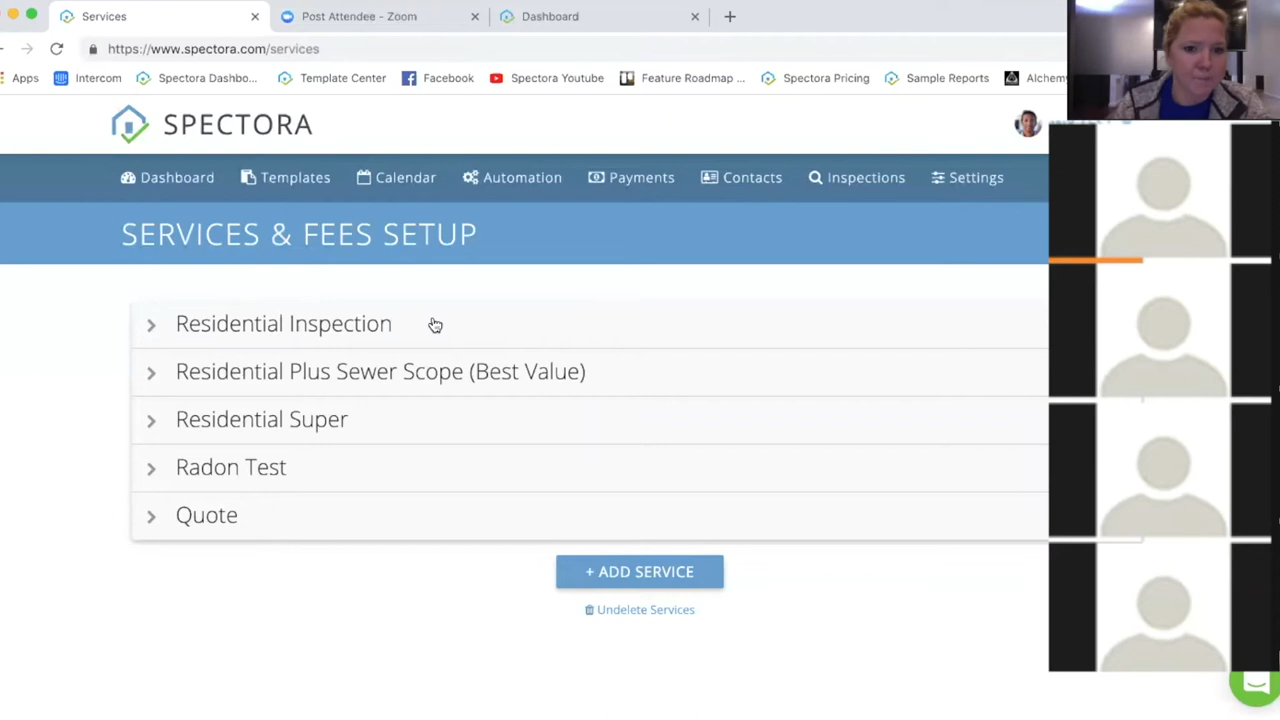 Services
Post Attendee - Zoom
Dashboard
https://www.spectora.com/services
Apps
Intercom
Spectora Dashbo...
Template Center
Facebook
Spectora Youtube
Feature Roadmap ...
Spectora Pricing
Sample Reports
Alchem
SPECTORA
Dashboard
Templates
Calendar
Automation
Payments
Contacts
Inspections
Settings
SERVICES & FEES SETUP
Residential Inspection
Residential Plus Sewer Scope (Best Value)
Residential Super
Radon Test
Quote
+ ADD SERVICE
Undelete Services